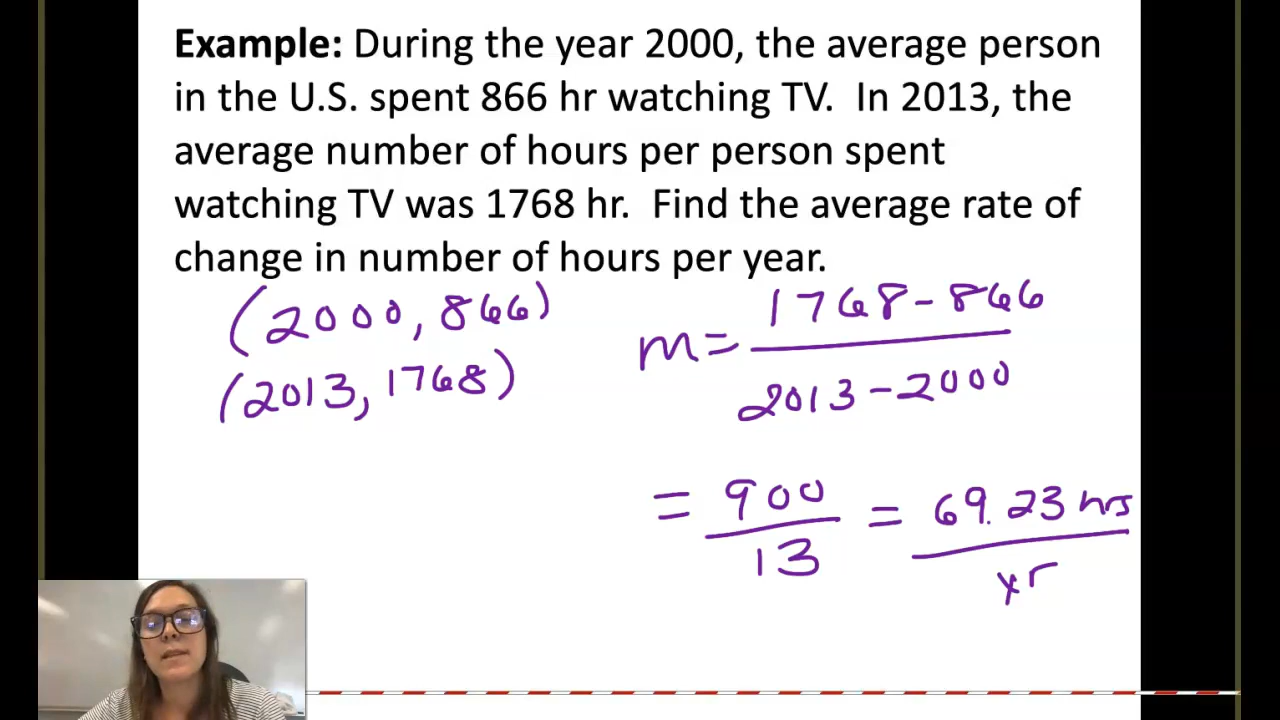 Example: During the year 2000, the average person
in the U.S. spent 866 hr watching TV. In 2013, the
average number of hours per person spent
watching TV was 1768 hr. Find the average rate of
change in number of hours per year.
(2000, 866)
(2013, 1768)
m = 1768 - 866
2013 - 2000
= 900 = 69.23 hrs
13 yr